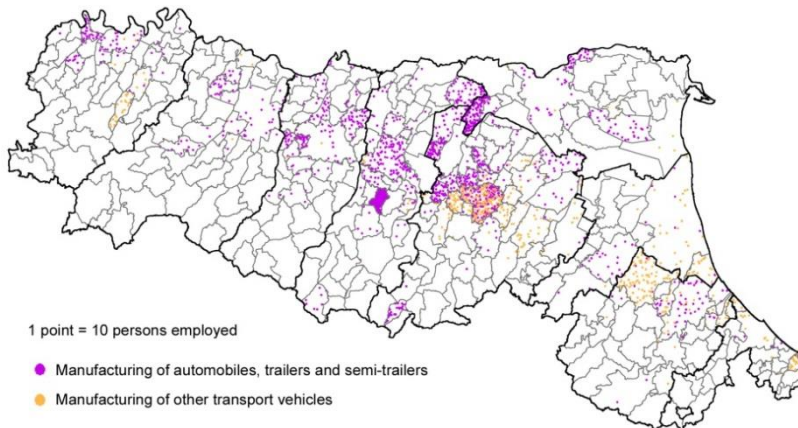 1 point = 10 persons employed
Manufacturing of automobiles, trailers and semi-trailers
Manufacturing of other transport vehicles